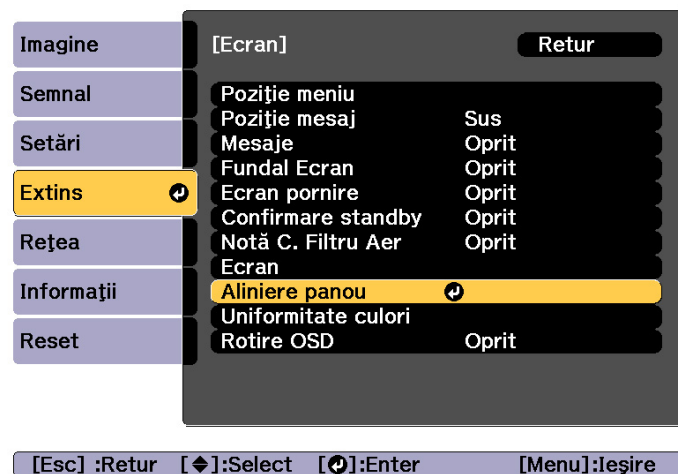 Imagine
Semnal
Setări
Extins
Reţea
Informaţii
Reset
[Ecran] Retur
Poziţie meniu
Poziţie mesaj Sus
Mesaje Oprit
Fundal Ecran Oprit
Ecran pornire Oprit
Confirmare standby Oprit
Notă C. Filtru Aer Oprit
Ecran
Aliniere panou
Uniformitate culori
Rotire OSD Oprit
[Esc] :Retur [◆]:Select [↵]:Enter [Menu]:Ieşire